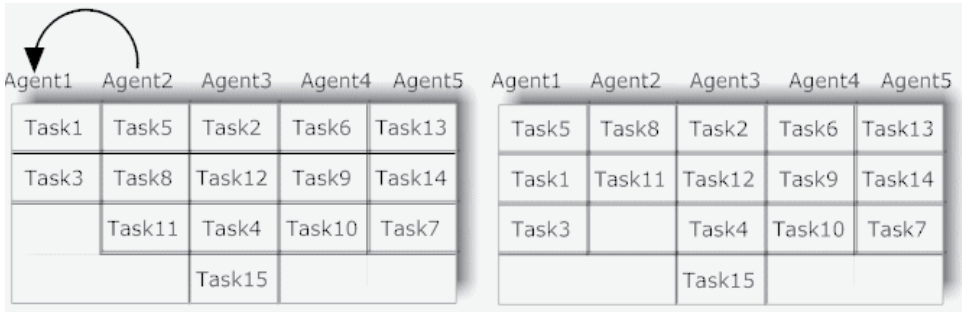 Agent1 Agent2 Agent3 Agent4 Agent5
Task1 Task5 Task2 Task6 Task13
Task3 Task8 Task12 Task9 Task14
Task11 Task4 Task10 Task7
Task15
Agent1 Agent2 Agent3 Agent4 Agent5
Task5 Task8 Task2 Task6 Task13
Task1 Task11 Task12 Task9 Task14
Task3 Task4 Task10 Task7
Task15